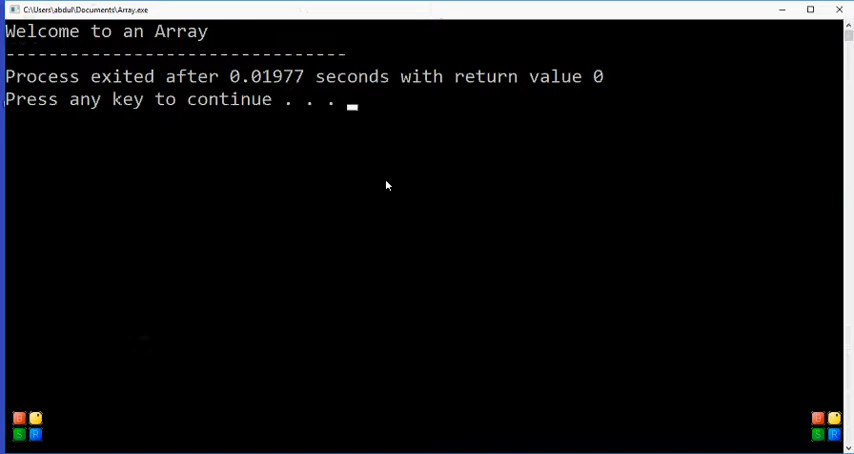 C:\Users\abdul\Documents\Array.exe
Welcome to an Array
--------------------------------
Process exited after 0.01977 seconds with return value 0
Press any key to continue . . .
B
S R
B
S R